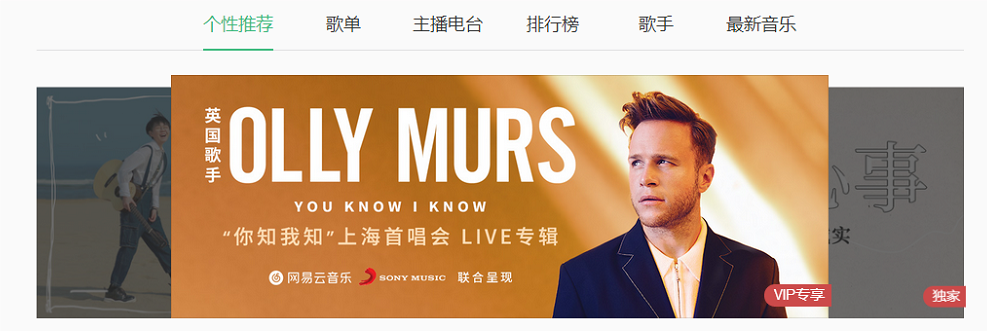 个性推荐 歌单 主播电台 排行榜 歌手 最新音乐
英国歌手
OLLY MURS
YOU KNOW I KNOW
“你知我知”上海首唱会 LIVE专辑
网易云音乐 SONY MUSIC 联合呈现
VIP专享
事
实
独家